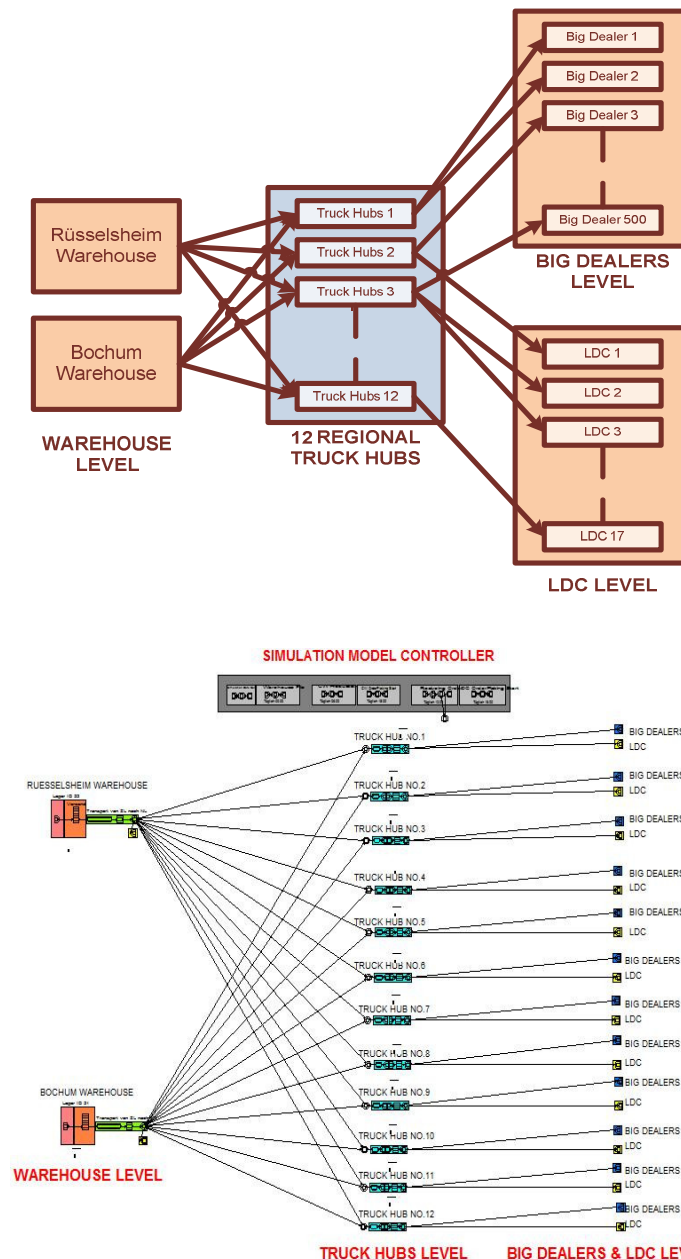 Big Dealer 1
Big Dealer 2
Big Dealer 3
Big Dealer 500
BIG DEALERS
LEVEL
Rüsselsheim
Warehouse
Bochum
Warehouse
WAREHOUSE
LEVEL
Truck Hubs 1
Truck Hubs 2
Truck Hubs 3
Truck Hubs 12
12 REGIONAL
TRUCK HUBS
LDC 1
LDC 2
LDC 3
LDC 17
LDC LEVEL
SIMULATION MODEL CONTROLLER
TRUCK HUB NO.1
BIG DEALERS
LDC
RUESSELSHEIM WAREHOUSE
TRUCK HUB NO.2
BIG DEALERS
LDC
TRUCK HUB NO.3
BIG DEALERS
LDC
TRUCK HUB NO.4
BIG DEALERS
LDC
TRUCK HUB NO.5
BIG DEALERS
LDC
TRUCK HUB NO.6
BIG DEALERS
LDC
TRUCK HUB NO.7
BIG DEALERS
LDC
TRUCK HUB NO.8
BIG DEALERS
LDC
BOCHUM WAREHOUSE
TRUCK HUB NO.9
BIG DEALERS
LDC
TRUCK HUB NO.10
BIG DEALERS
LDC
WAREHOUSE LEVEL
TRUCK HUB NO.11
BIG DEALERS
LDC
TRUCK HUB NO.12
BIG DEALERS
LDC
TRUCK HUBS LEVEL
BIG DEALERS & LDC LEV